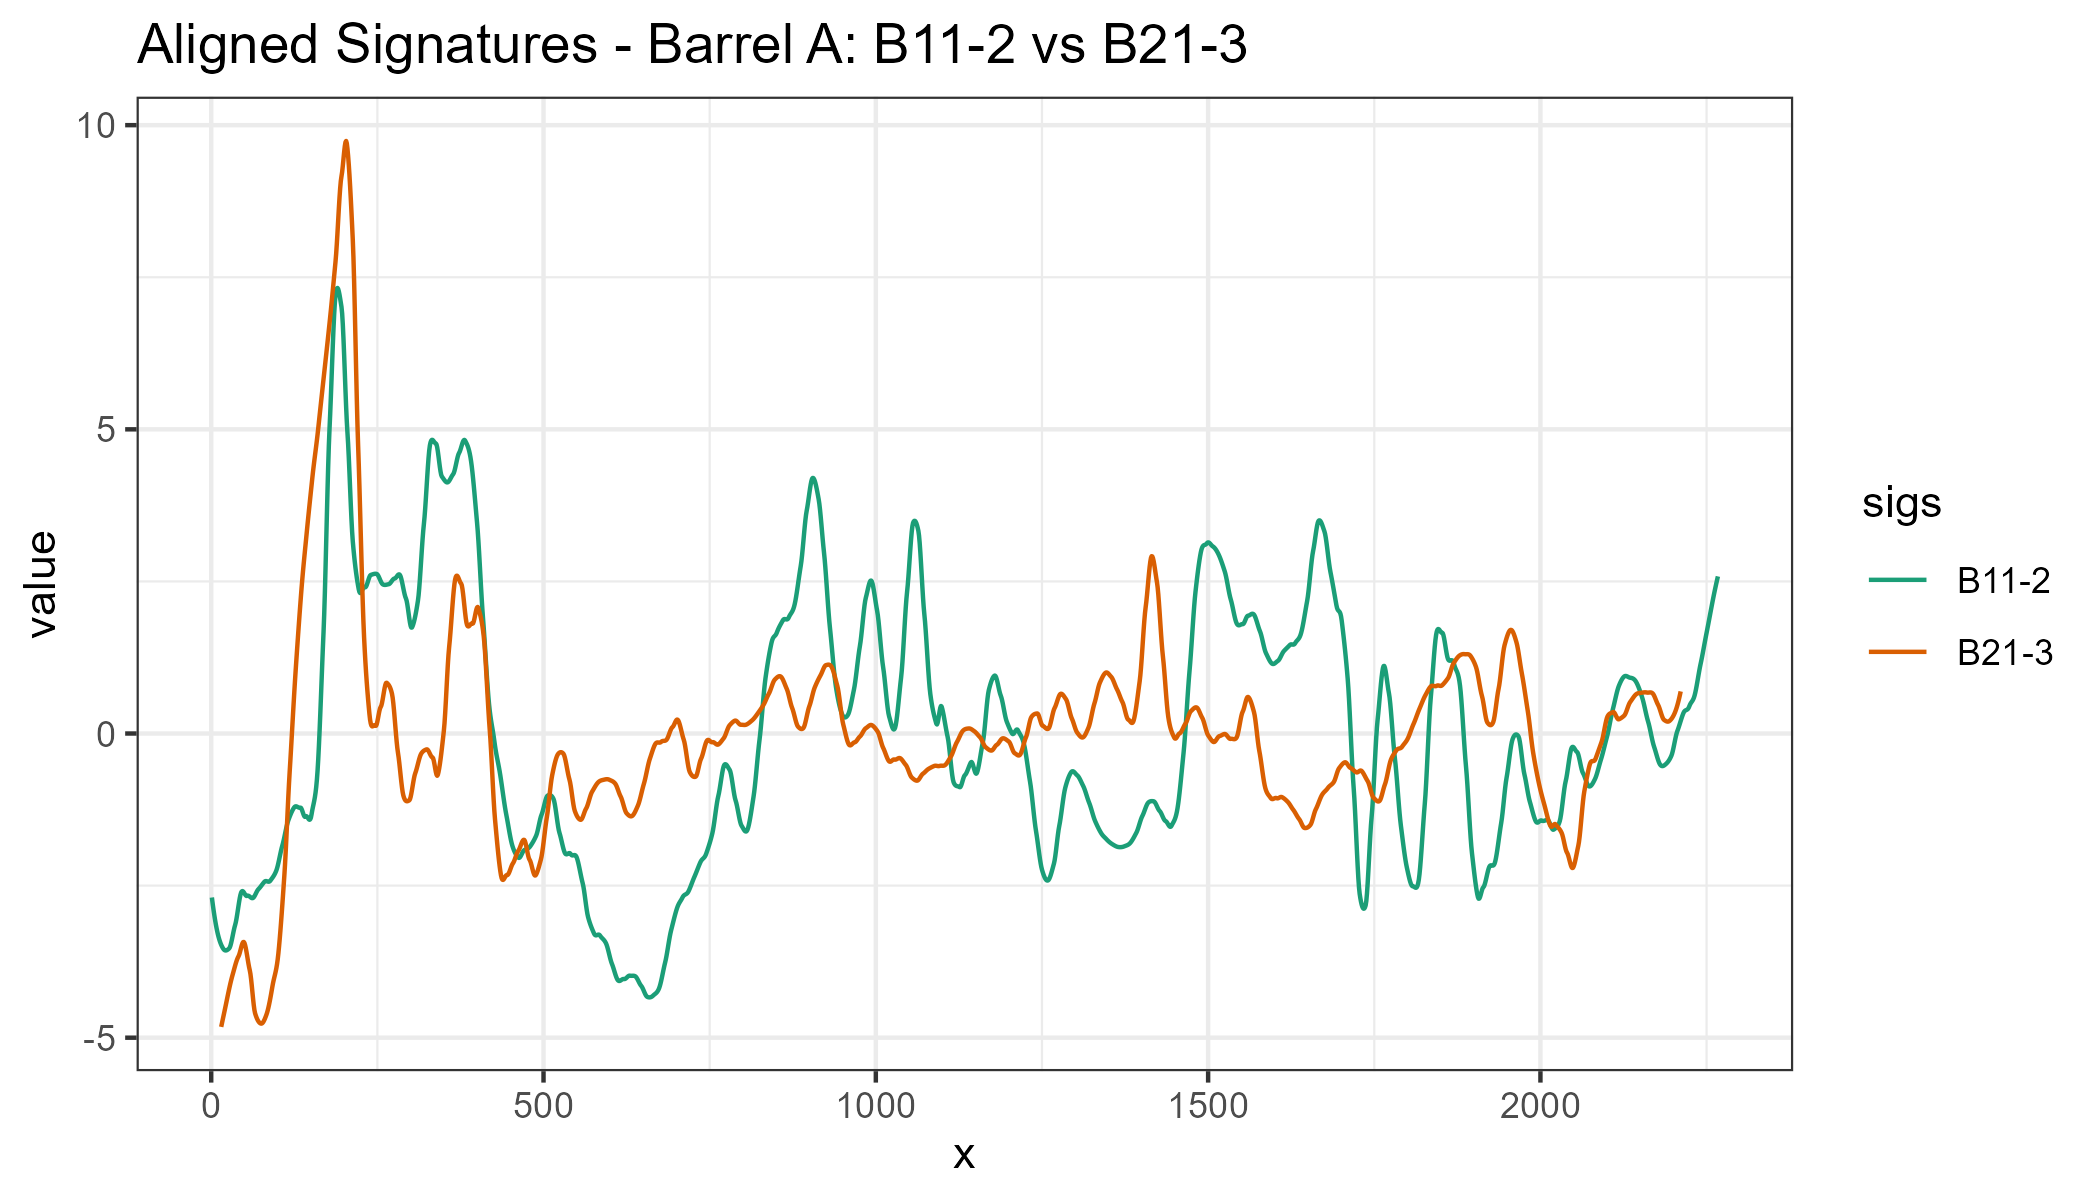 Aligned Signatures - Barrel A: B11-2 vs B21-3
10
5
0
-5
value
0 500 1000 1500 2000
x
sigs
B11-2
B21-3